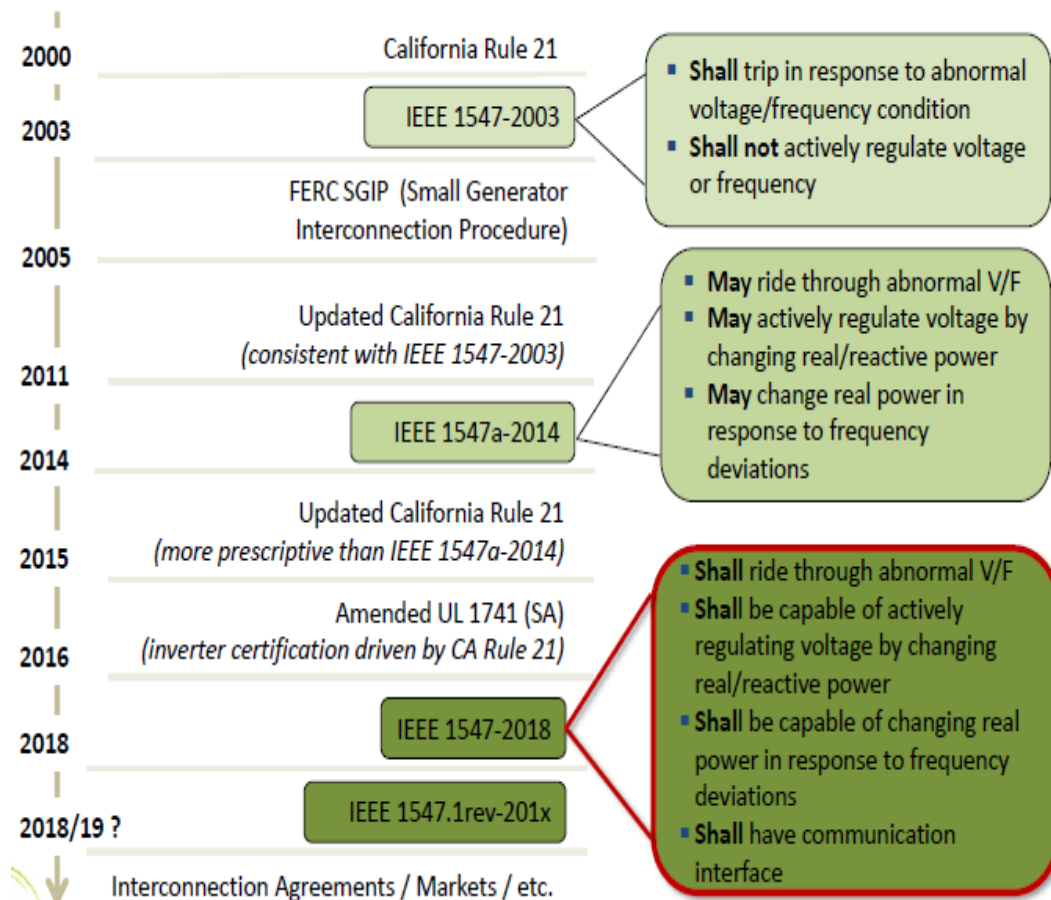 2000
California Rule 21
IEEE 1547-2003
2003
▪ Shall trip in response to abnormal
voltage/frequency condition
▪ Shall not actively regulate voltage
or frequency
FERC SGIP (Small Generator
Interconnection Procedure)
2005
Updated California Rule 21
(consistent with IEEE 1547-2003)
2011
IEEE 1547a-2014
2014
▪ May ride through abnormal V/F
▪ May actively regulate voltage by
changing real/reactive power
▪ May change real power in
response to frequency
deviations
Updated California Rule 21
(more prescriptive than IEEE 1547a-2014)
2015
Amended UL 1741 (SA)
(inverter certification driven by CA Rule 21)
2016
IEEE 1547-2018
2018
▪ Shall ride through abnormal V/F
▪ Shall be capable of actively
regulating voltage by changing
real/reactive power
▪ Shall be capable of changing real
power in response to frequency
deviations
▪ Shall have communication
interface
IEEE 1547.1rev-201x
2018/19 ?
Interconnection Agreements / Markets / etc.